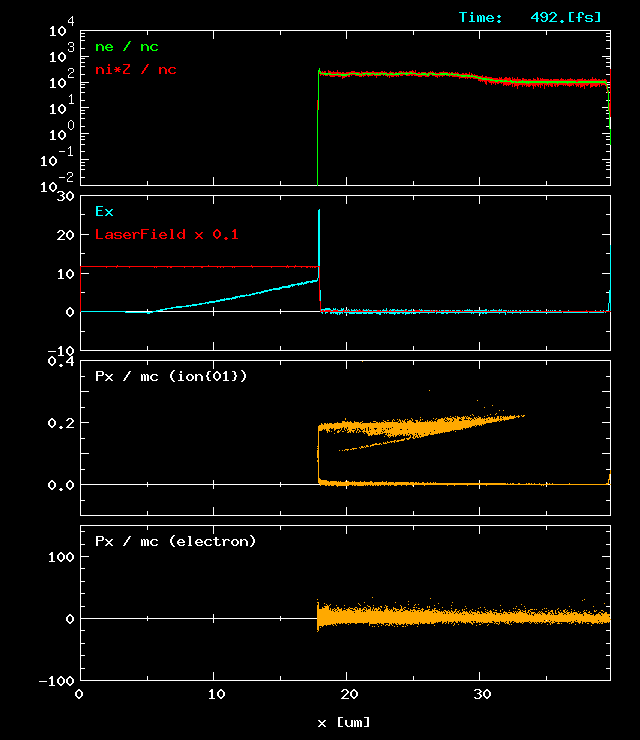 Time: 492.[fs]
10^4
10^3
10^2
10^1
10^0
10^-1
10^-2
ne / nc
ni*Z / nc
30
20
10
0
-10
Ex
LaserField x 0.1
0.4
0.2
0.0
Px / mc (ion{01})
100
0
-100
Px / mc (electron)
0 10 20 30
x [um]